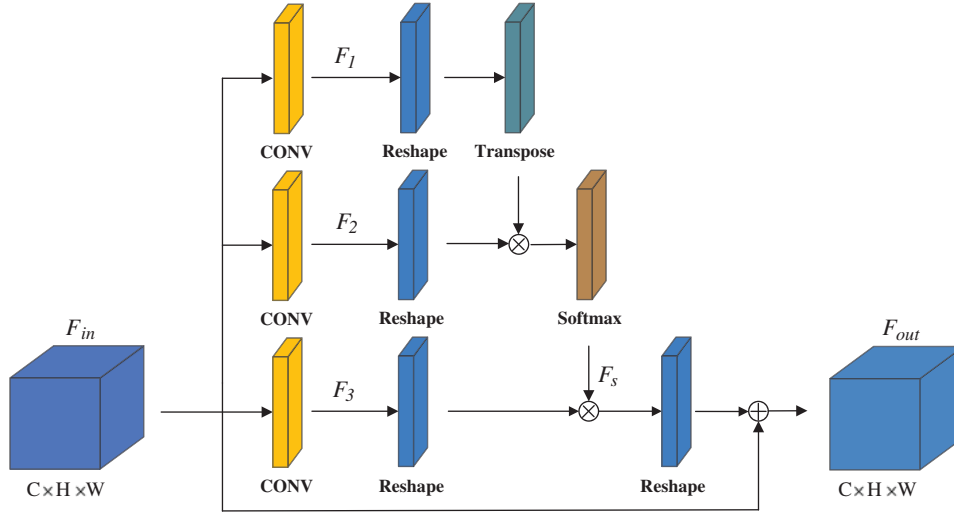 F1
CONV
Reshape
Transpose
F2
CONV
Reshape
Softmax
Fin
C×H×W
F3
CONV
Reshape
Fs
Reshape
Fout
C×H×W